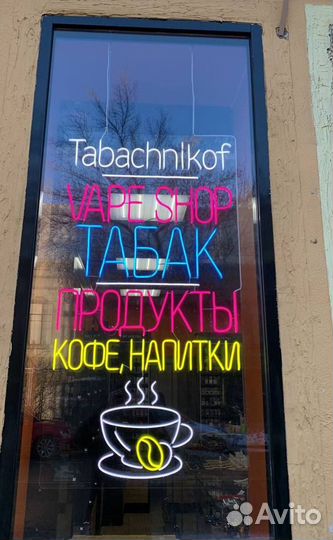 Tabachnikof
VAPE SHOP
ТАБАК
ПРОДУКТЫ
КОФЕ, НАПИТКИ
Avito